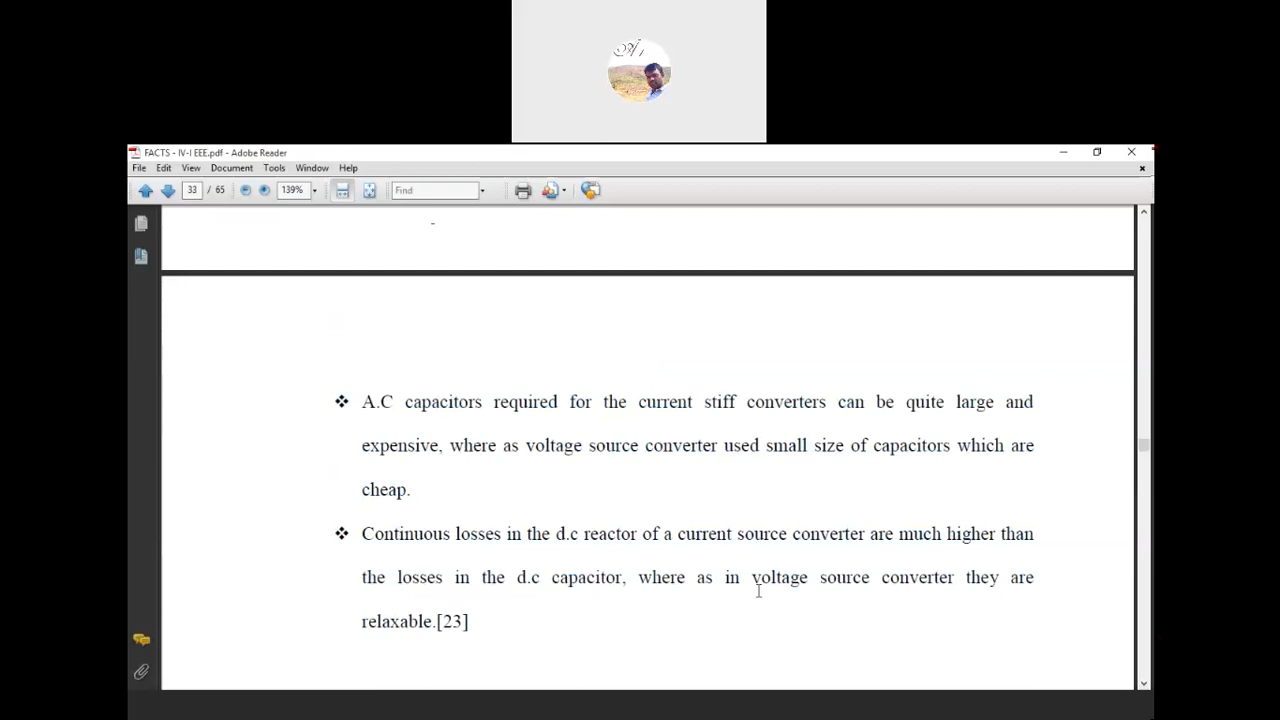 FACTS - IV-I EEE.pdf - Adobe Reader
File Edit View Document Tools Window Help
33 / 65 139% Find
❖ A.C capacitors required for the current stiff converters can be quite large and
expensive, where as voltage source converter used small size of capacitors which are
cheap.
❖ Continuous losses in the d.c reactor of a current source converter are much higher than
the losses in the d.c capacitor, where as in voltage source converter they are
relaxable.[23]